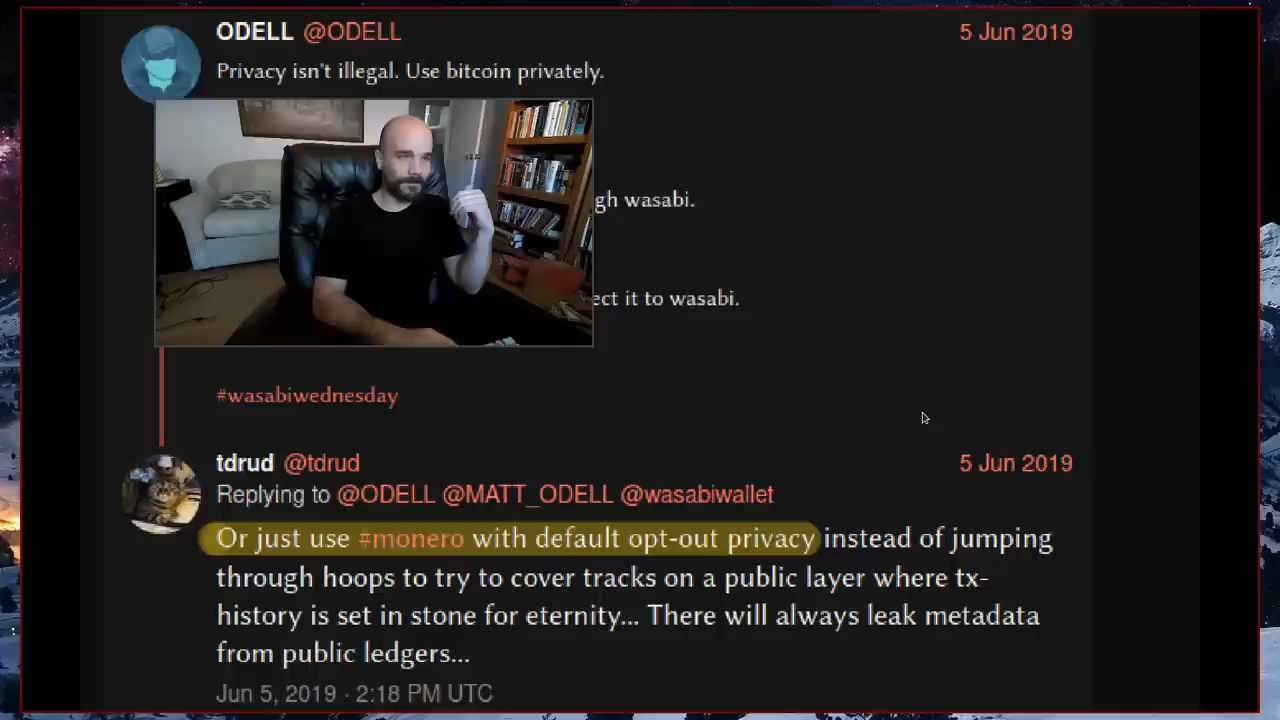 ODELL @ODELL 5 Jun 2019
Privacy isn't illegal. Use bitcoin privately.
gh wasabi.
ect it to wasabi.
#wasabiwednesday
tdrud @tdrud 5 Jun 2019
Replying to @ODELL @MATT_ODELL @wasabiwallet
Or just use #monero with default opt-out privacy instead of jumping
through hoops to try to cover tracks on a public layer where tx-
history is set in stone for eternity... There will always leak metadata
from public ledgers...
Jun 5, 2019 · 2:18 PM UTC